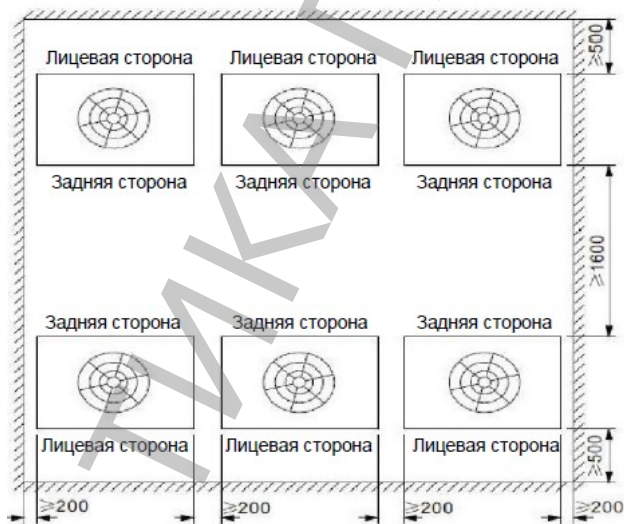 Лицевая сторона Лицевая сторона Лицевая сторона
≥500
Задняя сторона Задняя сторона Задняя сторона
≥1600
Задняя сторона Задняя сторона Задняя сторона
Лицевая сторона Лицевая сторона Лицевая сторона
≥500
≥200 ≥200 ≥200 ≥200
ТИКА